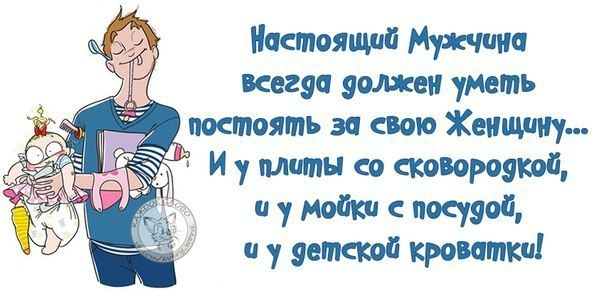 Настоящий Мужчина
всегда должен уметь
постоять за свою Женщину...
И у плиты со сковородкой,
и у мойки с посудой,
и у детской кроватки!